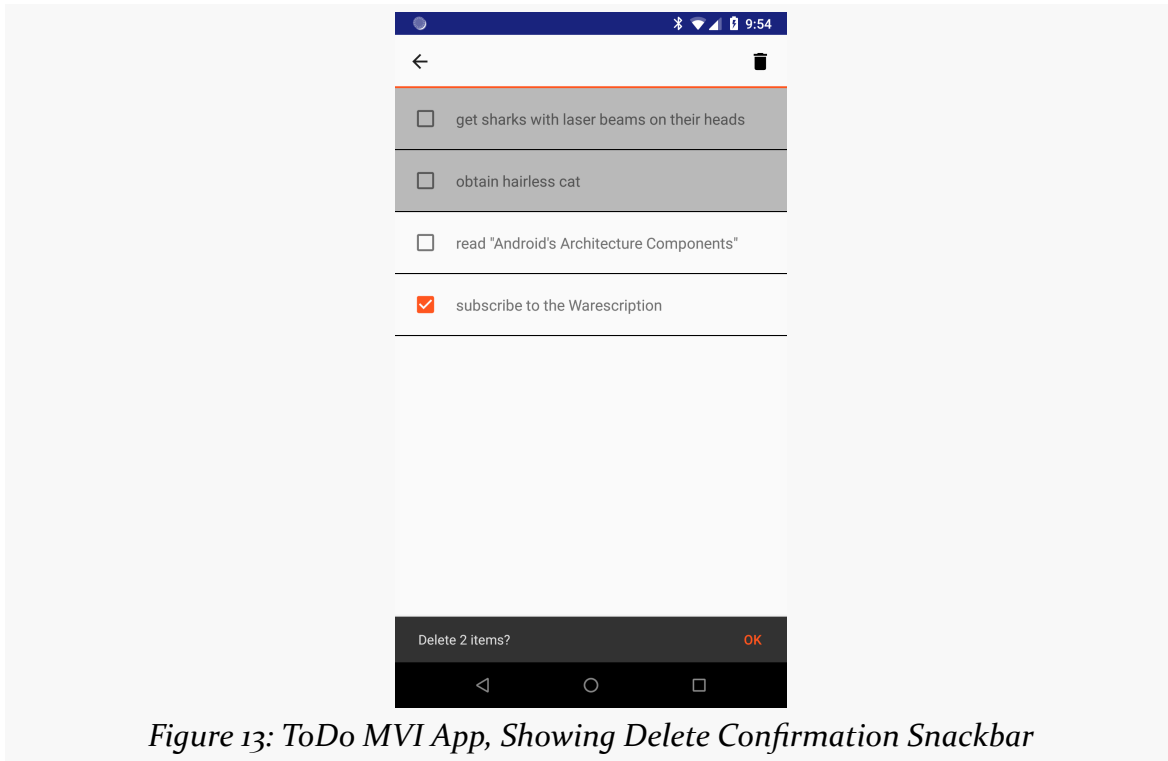 9:54
get sharks with laser beams on their heads
obtain hairless cat
read "Android's Architecture Components"
subscribe to the Warescription
Delete 2 items? OK
Figure 13: ToDo MVI App, Showing Delete Confirmation Snackbar